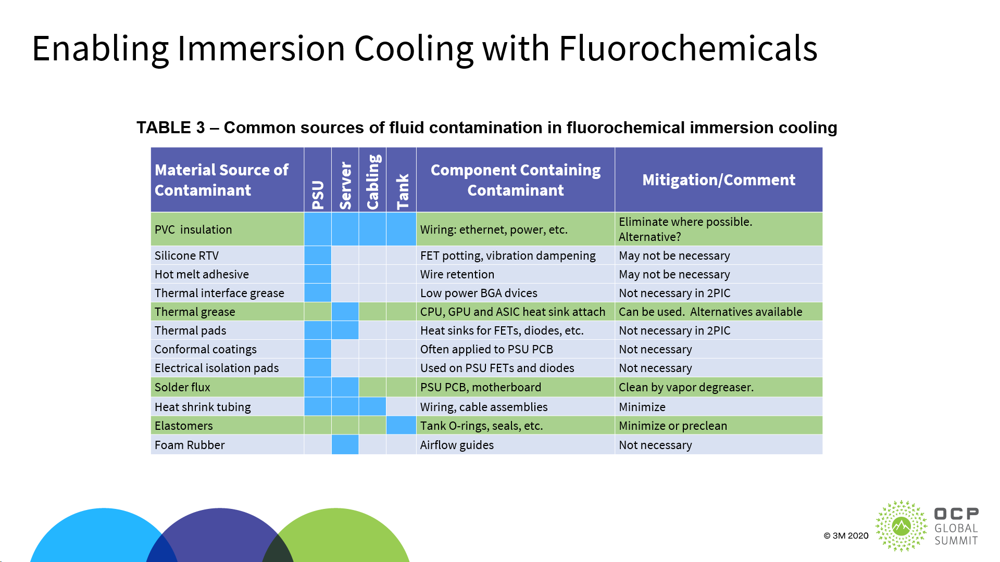 Enabling Immersion Cooling with Fluorochemicals
TABLE 3 – Common sources of fluid contamination in fluorochemical immersion cooling
Material Source of
Contaminant
PSU
Server
Cabling
Tank
Component Containing
Contaminant
Mitigation/Comment
PVC  insulation
Wiring: ethernet, power, etc.
Eliminate where possible.
Alternative?
Silicone RTV
FET potting, vibration dampening
May not be necessary
Hot melt adhesive
Wire retention
May not be necessary
Thermal interface grease
Low power BGA dvices
Not necessary in 2PIC
Thermal grease
CPU, GPU and ASIC heat sink attach
Can be used.  Alternatives available
Thermal pads
Heat sinks for FETs, diodes, etc.
Not necessary in 2PIC
Conformal coatings
Often applied to PSU PCB
Not necessary
Electrical isolation pads
Used on PSU FETs and diodes
Not necessary
Solder flux
PSU PCB, motherboard
Clean by vapor degreaser.
Heat shrink tubing
Wiring, cable assemblies
Minimize
Elastomers
Tank O-rings, seals, etc.
Minimize or preclean
Foam Rubber
Airflow guides
Not necessary
© 3M 2020
OCP
GLOBAL
SUMMIT